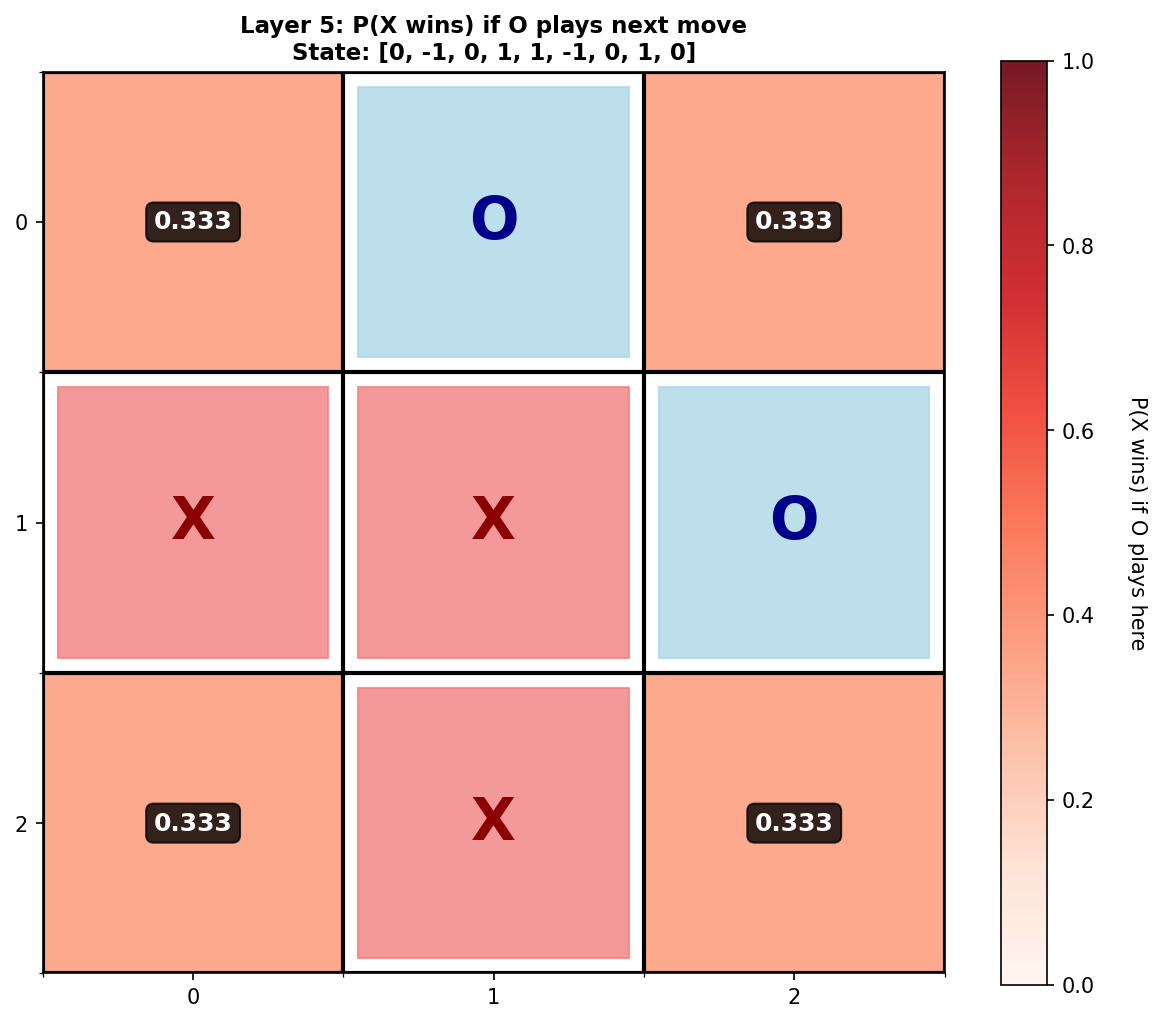 Layer 5: P(X wins) if O plays next move
State: [0, -1, 0, 1, 1, -1, 0, 1, 0]
0.333 O 0.333
0
X X O
1
0.333 X 0.333
2
0 1 2
1.0
0.8
0.6
0.4
0.2
0.0
P(X wins) if O plays here